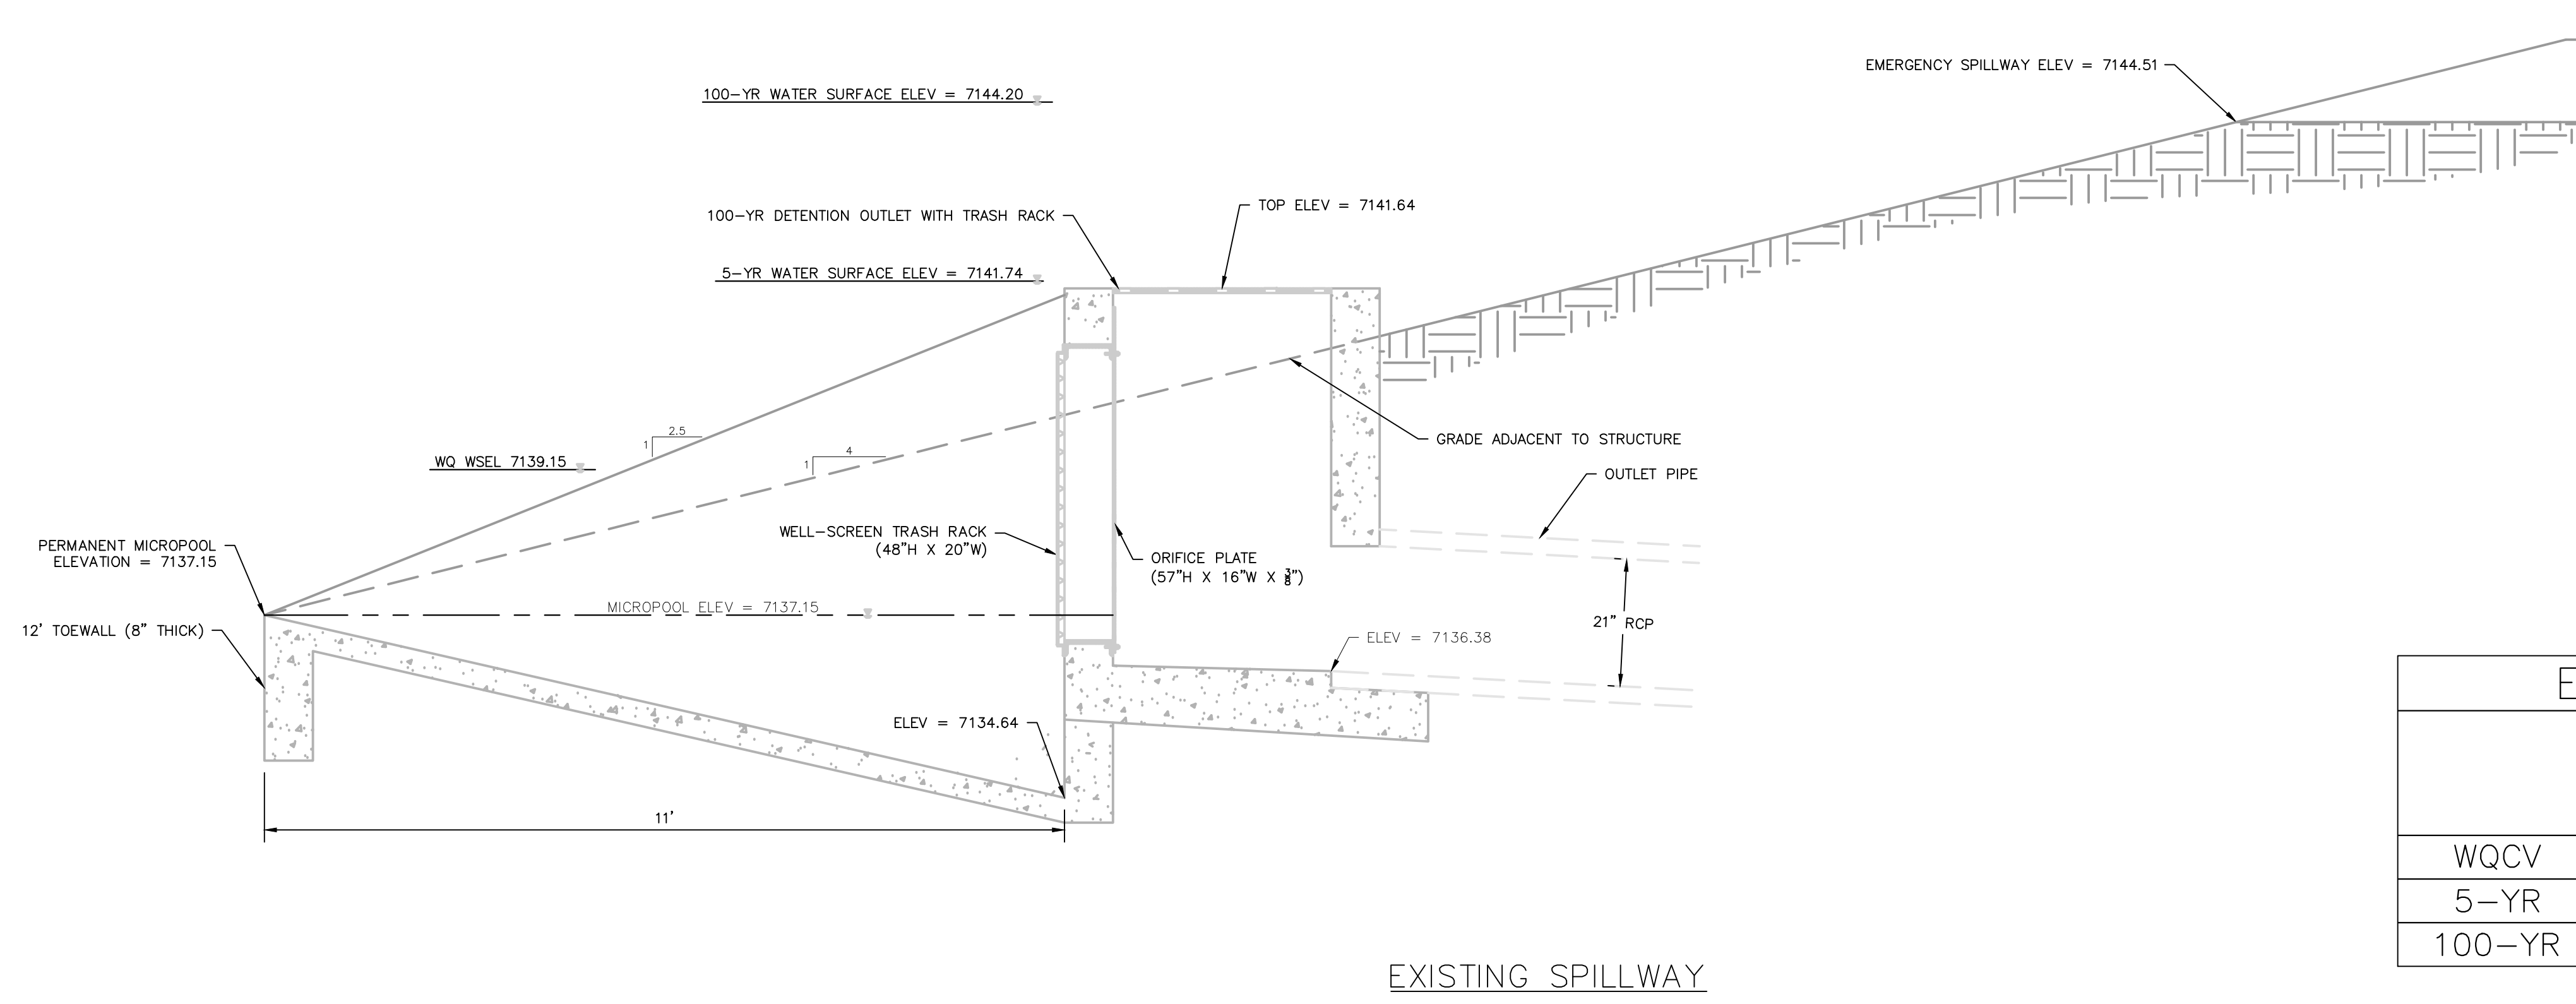 EMERGENCY SPILLWAY ELEV = 7144.51
100-YR WATER SURFACE ELEV = 7144.20
TOP ELEV = 7141.64
100-YR DETENTION OUTLET WITH TRASH RACK
5-YR WATER SURFACE ELEV = 7141.74
2.5
1
4
1
GRADE ADJACENT TO STRUCTURE
WQ WSEL 7139.15
OUTLET PIPE
WELL-SCREEN TRASH RACK
(48"H X 20"W)
PERMANENT MICROPOOL
ELEVATION = 7137.15
ORIFICE PLATE
(57"H X 16"W X 3/8")
MICROPOOL ELEV = 7137.15
12' TOEWALL (8" THICK)
21" RCP
ELEV = 7136.38
ELEV = 7134.64
11'
E
WQCV
5-YR
100-YR
EXISTING SPILLWAY